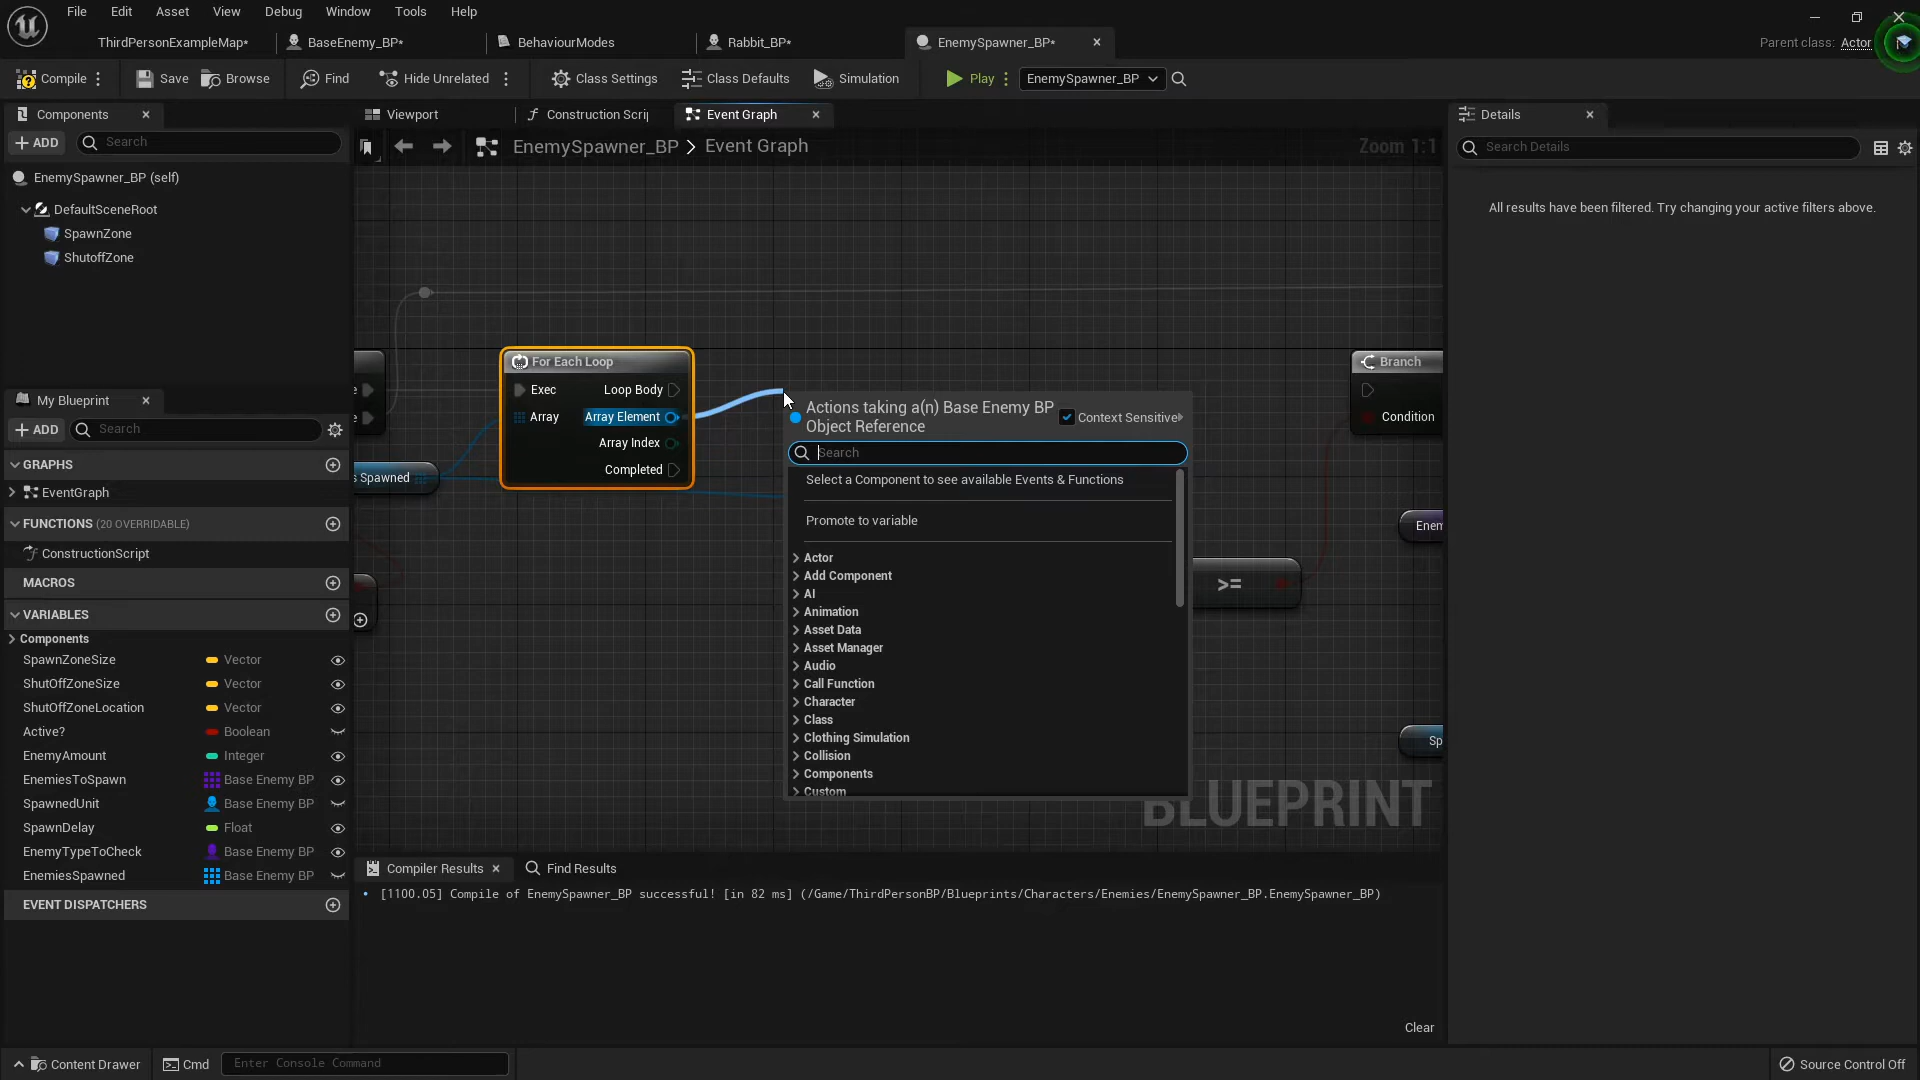 File Edit Asset View Debug Window Tools Help
ThirdPersonExampleMap* BaseEnemy_BP* BehaviourModes Rabbit_BP* EnemySpawner_BP*
Parent class: Actor
Compile Save Browse Find Hide Unrelated Class Settings Class Defaults Simulation Play EnemySpawner_BP
Components
ADD Search
EnemySpawner_BP (self)
DefaultSceneRoot
SpawnZone
ShutoffZone
My Blueprint
ADD Search
GRAPHS
EventGraph
FUNCTIONS (20 OVERRIDABLE)
ConstructionScript
MACROS
VARIABLES
Components
SpawnZoneSize Vector
ShutOffZoneSize Vector
ShutOffZoneLocation Vector
Active? Boolean
EnemyAmount Integer
EnemiesToSpawn Base Enemy BP
SpawnedUnit Base Enemy BP
SpawnDelay Float
EnemyTypeToCheck Base Enemy BP
EnemiesSpawned Base Enemy BP
EVENT DISPATCHERS
Viewport Construction Scrip Event Graph
EnemySpawner_BP > Event Graph
Zoom 1:1
For Each Loop
Exec Loop Body
Array Array Element
Array Index
Completed
s Spawned
Actions taking a(n) Base Enemy BP
Object Reference
Context Sensitive
Search
Select a Component to see available Events & Functions
Promote to variable
Actor
Add Component
AI
Animation
Asset Data
Asset Manager
Audio
Call Function
Character
Class
Clothing Simulation
Collision
Components
Custom
Branch
Condition
Enem
>=
Sp
BLUEPRINT
Compiler Results Find Results
[1100.05] Compile of EnemySpawner_BP successful! [in 82 ms] (/Game/ThirdPersonBP/Blueprints/Characters/Enemies/EnemySpawner_BP.EnemySpawner_BP)
Clear
Details
Search Details
All results have been filtered. Try changing your active filters above.
Content Drawer Cmd Enter Console Command
Source Control Off